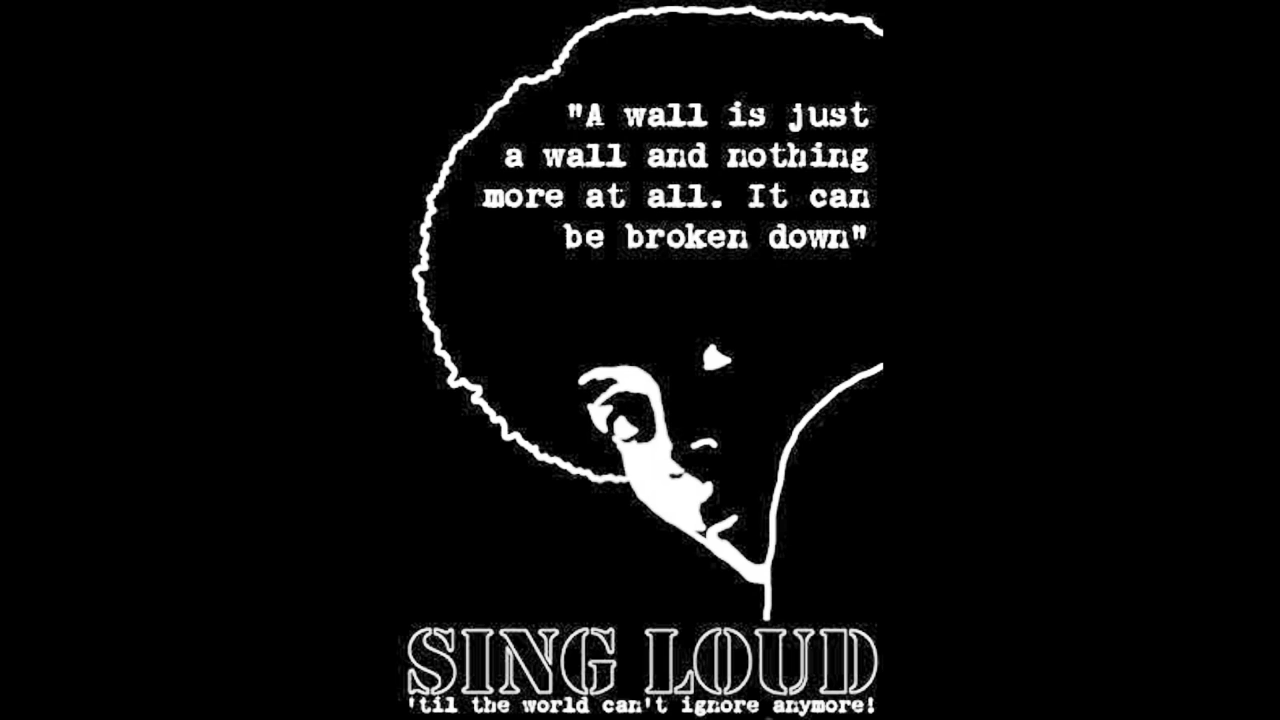 "A wall is just
a wall and nothing
more at all. It can
be broken down"
SING LOUD
'til the world can't ignore anymore!